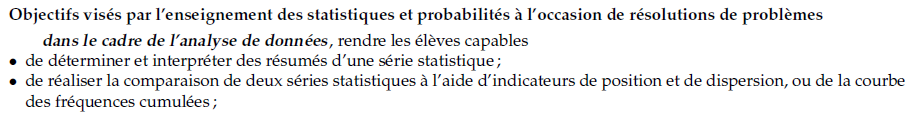 Objectifs visés par l'enseignement des statistiques et probabilités à l'occasion de résolutions de problèmes
dans le cadre de l'analyse de données, rendre les élèves capables
• de déterminer et interpréter des résumés d'une série statistique ;
• de réaliser la comparaison de deux séries statistiques à l'aide d'indicateurs de position et de dispersion, ou de la courbe
des fréquences cumulées ;